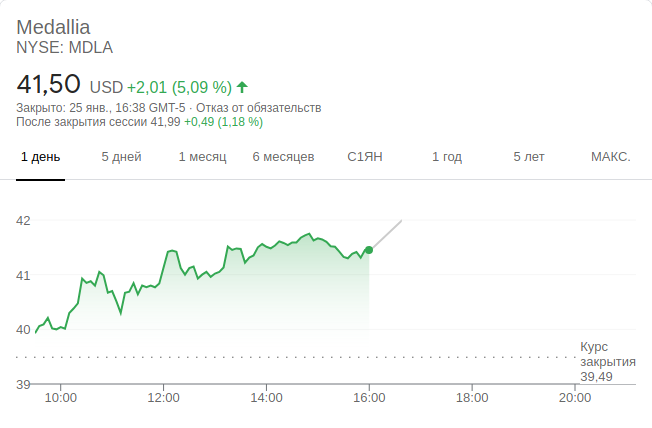 Medallia
NYSE: MDLA
41,50 USD +2,01 (5,09 %)
Закрыто: 25 янв., 16:38 GMT-5 · Отказ от обязательств
После закрытия сессии 41,99 +0,49 (1,18 %)
1 день 5 дней 1 месяц 6 месяцев С1ЯН 1 год 5 лет МАКС.
42
41
40
Курс
закрытия
39,49
39
10:00 12:00 14:00 16:00 18:00 20:00